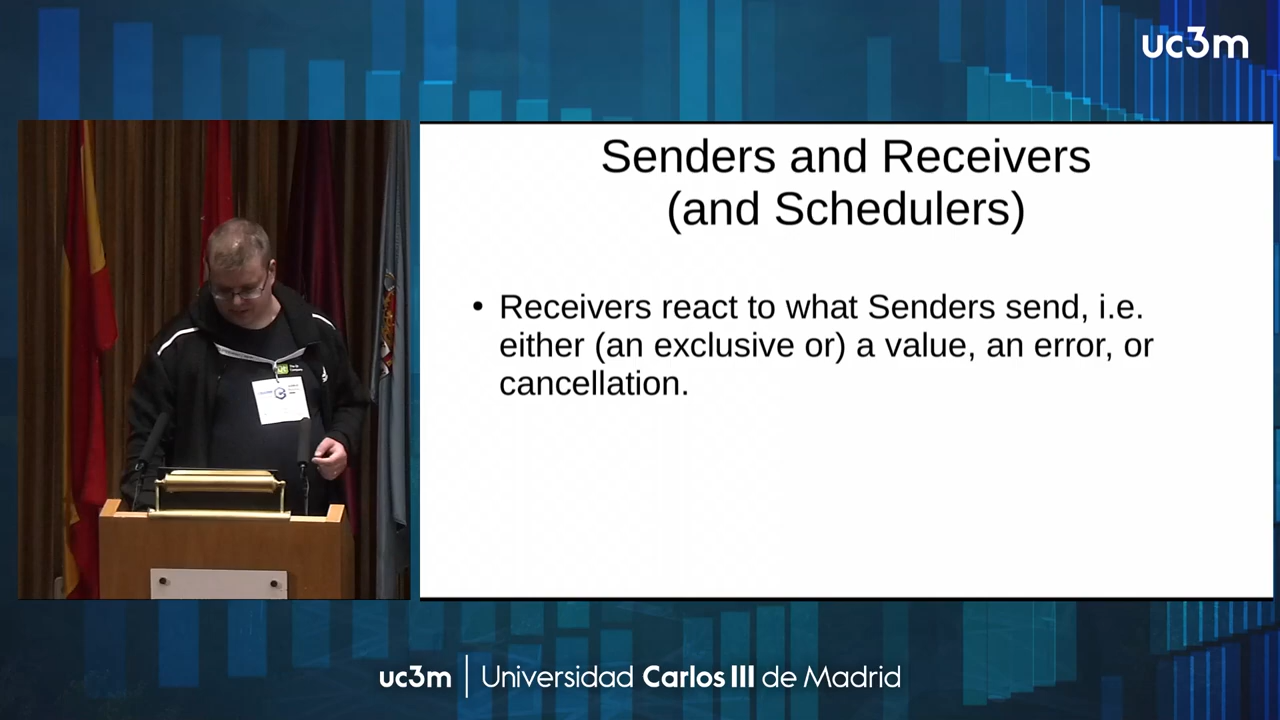 uc3m
Senders and Receivers
(and Schedulers)
• Receivers react to what Senders send, i.e.
either (an exclusive or) a value, an error, or
cancellation.
uc3m | Universidad Carlos III de Madrid